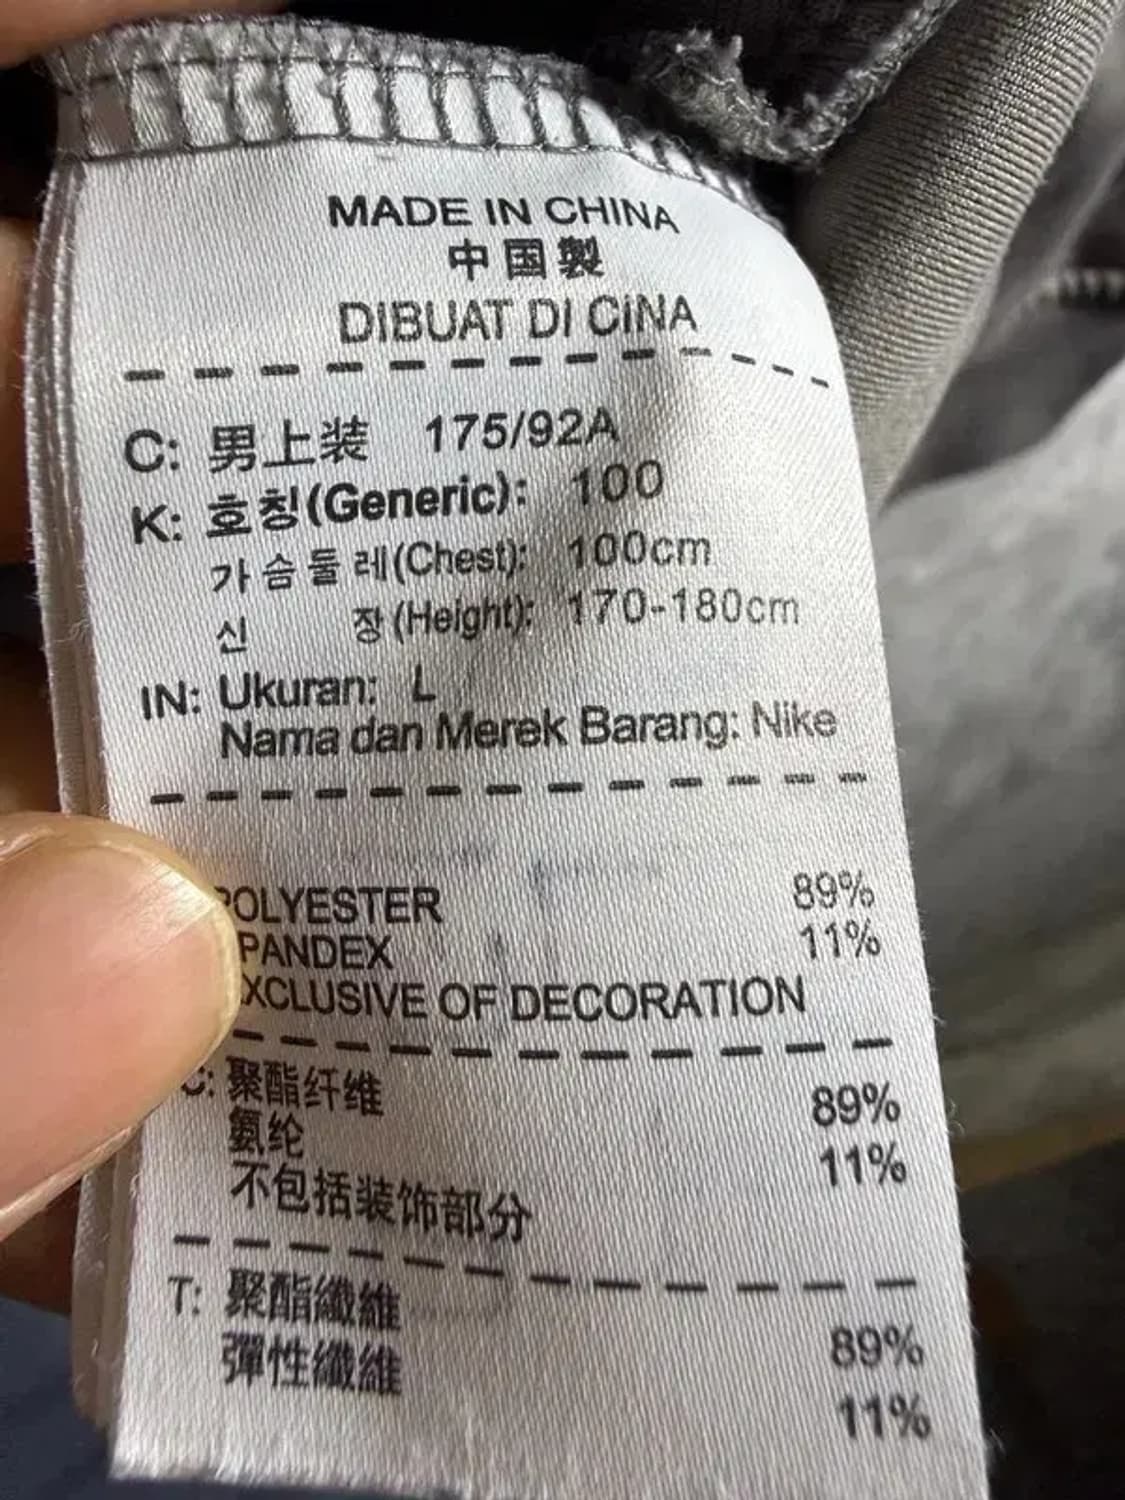 MADE IN CHINA
中国製
DIBUAT DI CINA
C: 男上装 175/92A
K: 호칭(Generic): 100
가슴둘레(Chest): 100cm
신 장(Height): 170-180cm
IN: Ukuran: L
Nama dan Merek Barang: Nike
POLYESTER 89%
PANDEX 11%
XCLUSIVE OF DECORATION
C: 聚酯纤维 89%
氨纶 11%
不包括装饰部分
T: 聚酯纖維 89%
彈性纖維 11%